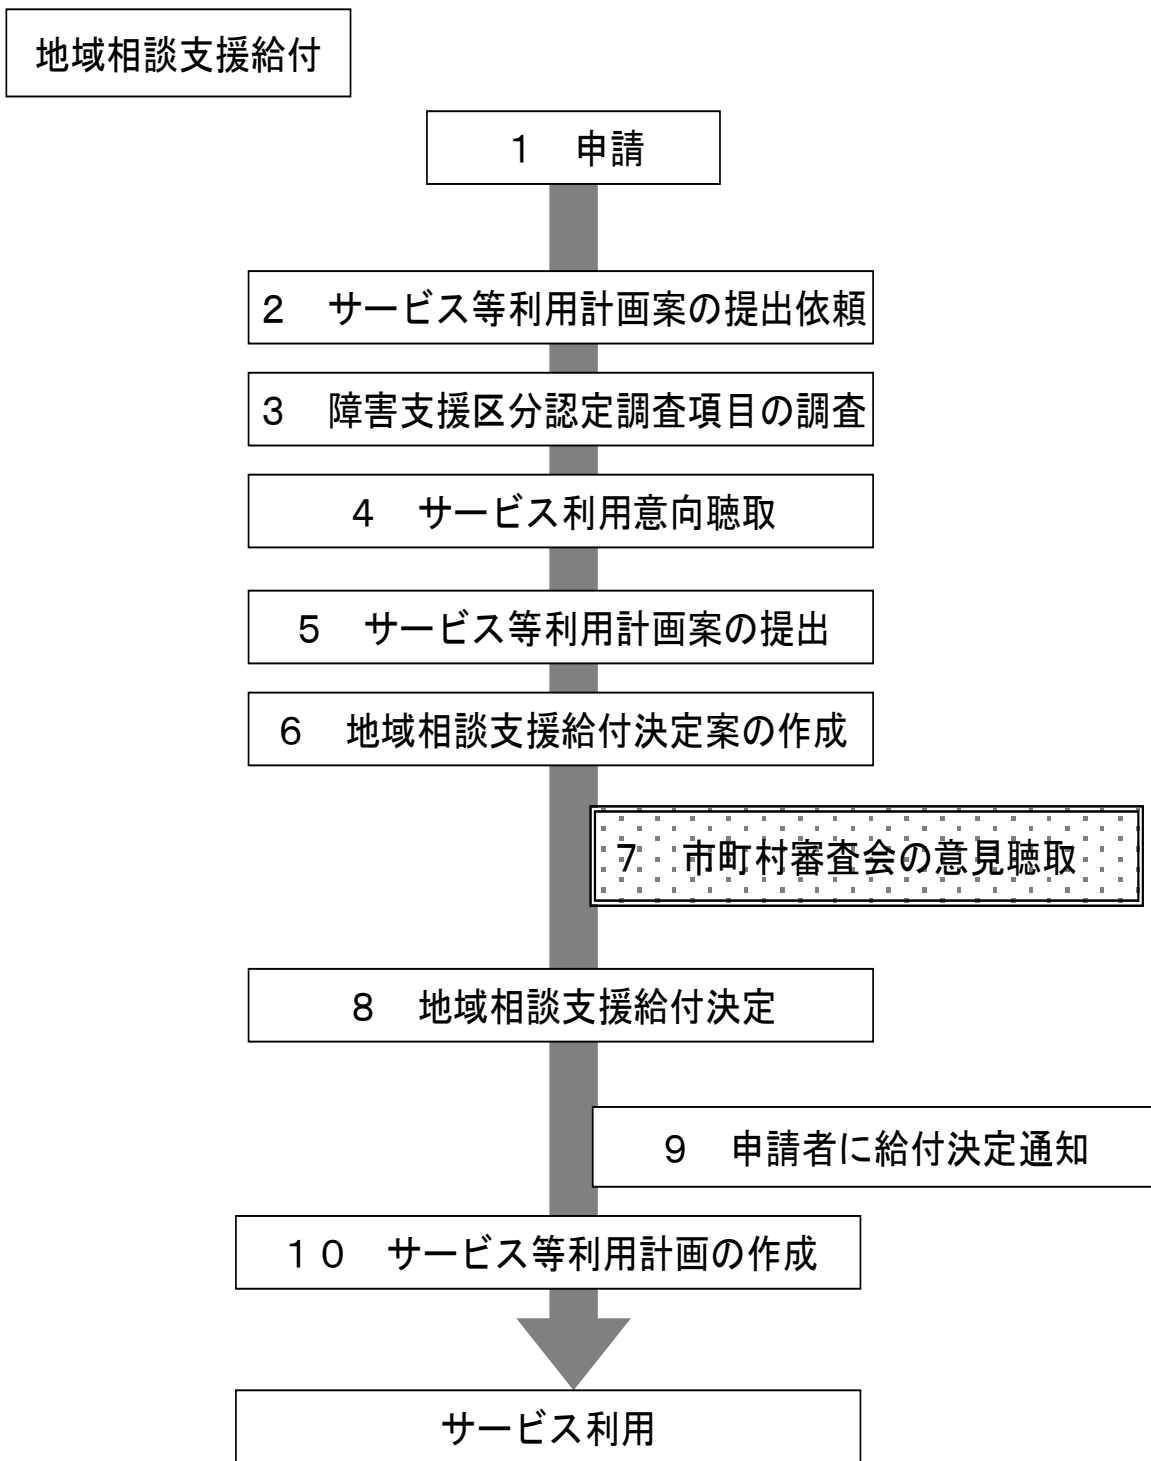 地域相談支援給付
１　申請
２　サービス等利用計画案の提出依頼
３　障害支援区分認定調査項目の調査
４　サービス利用意向聴取
５　サービス等利用計画案の提出
６　地域相談支援給付決定案の作成
７　市町村審査会の意見聴取
８　地域相談支援給付決定
９　申請者に給付決定通知
１０　サービス等利用計画の作成
サービス利用